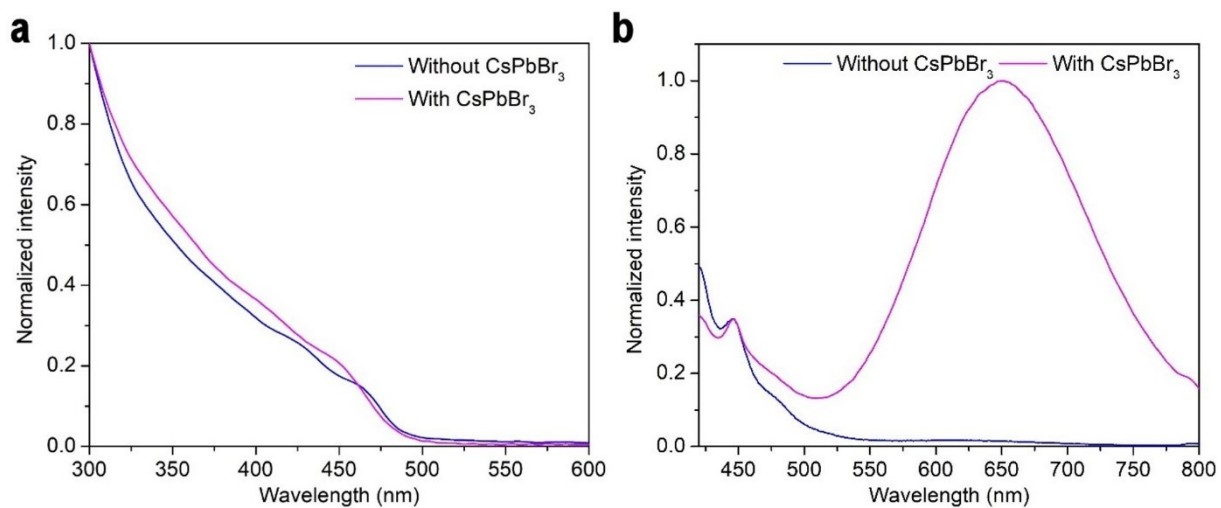 a
1.0
0.8
0.6
0.4
0.2
0.0
Normalized intensity
Without CsPbBr₃
With CsPbBr₃
300 350 400 450 500 550 600
Wavelength (nm)
b
1.0
0.8
0.6
0.4
0.2
0.0
Normalized intensity
Without CsPbBr₃ With CsPbBr₃
450 500 550 600 650 700 750 800
Wavelength (nm)